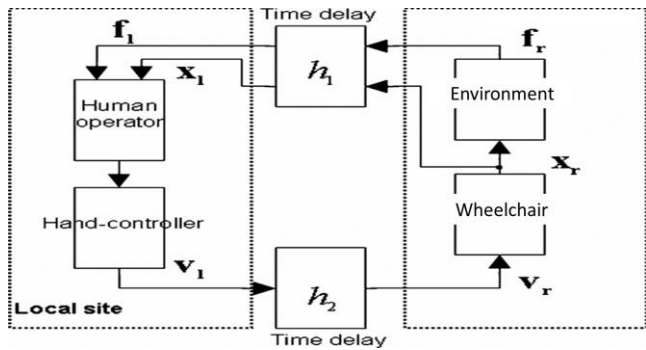 Time delay
f_l
f_r
x_l
h_1
Human
operator
Environment
x_r
Hand-controller
Wheelchair
v_l
h_2
v_r
Local site
Time delay